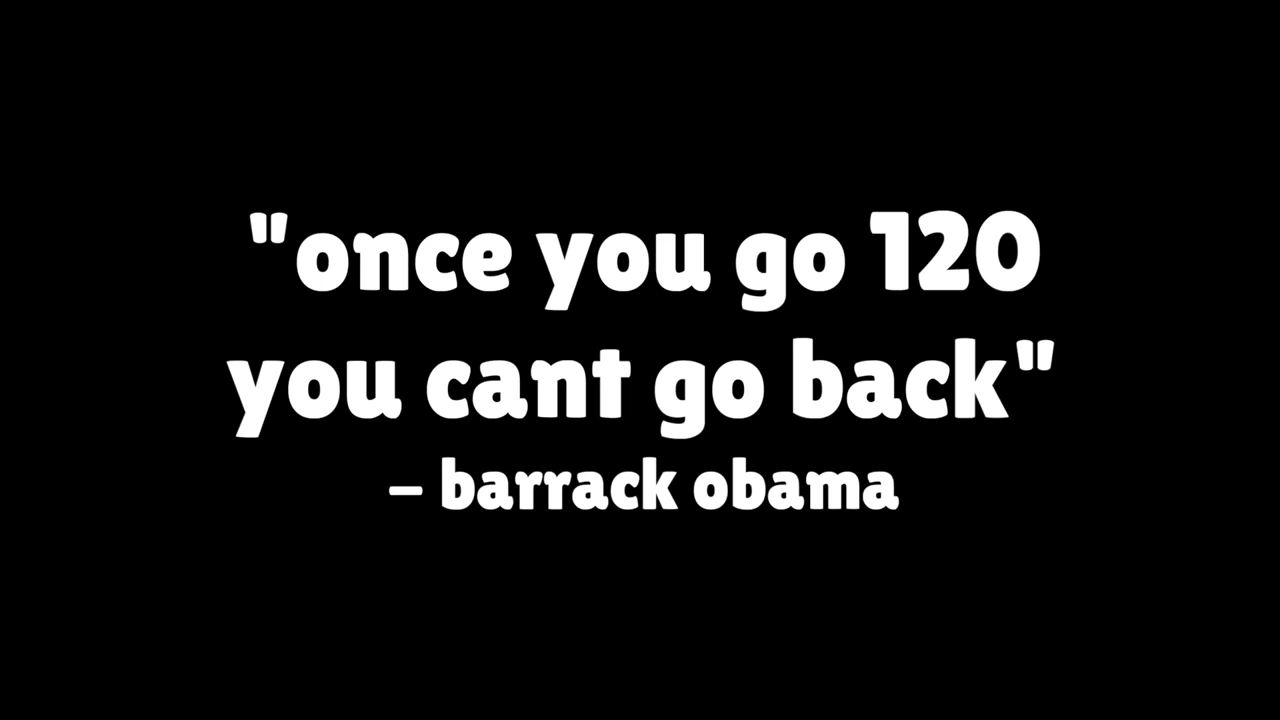 "once you go 120
you cant go back"
– barrack obama